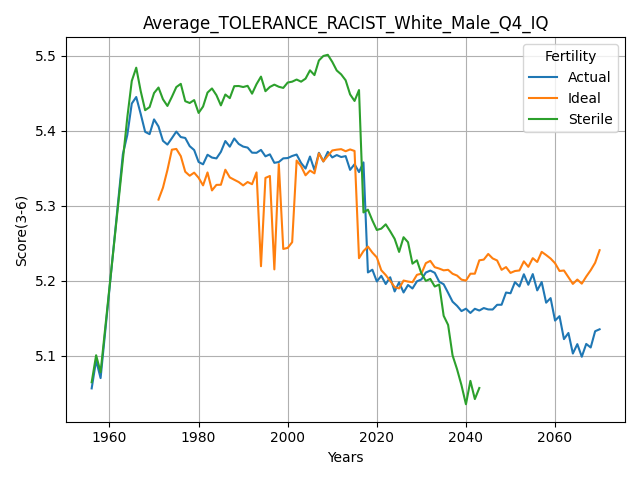 Average_TOLERANCE_RACIST_White_Male_Q4_IQ
Score(3-6)
5.5
5.4
5.3
5.2
5.1
Fertility
Actual
Ideal
Sterile
1960
1980
2000
2020
2040
2060
Years